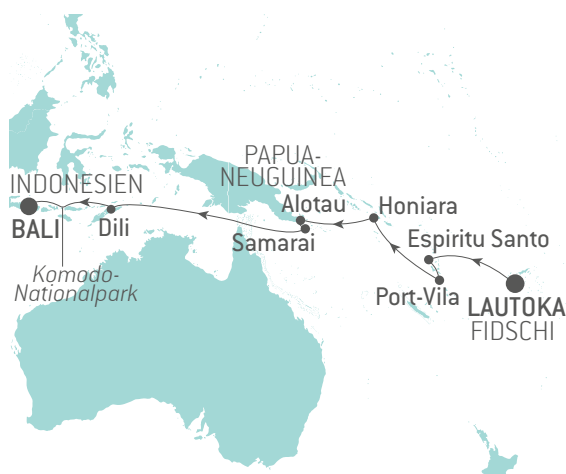 PAPUA-
NEUGUINEA
INDONESIEN
Alotau
Honiara
BALI
Dili
Samarai
Espiritu Santo
Komodo-
Nationalpark
Port-Vila
LAUTOKA
FIDSCHI